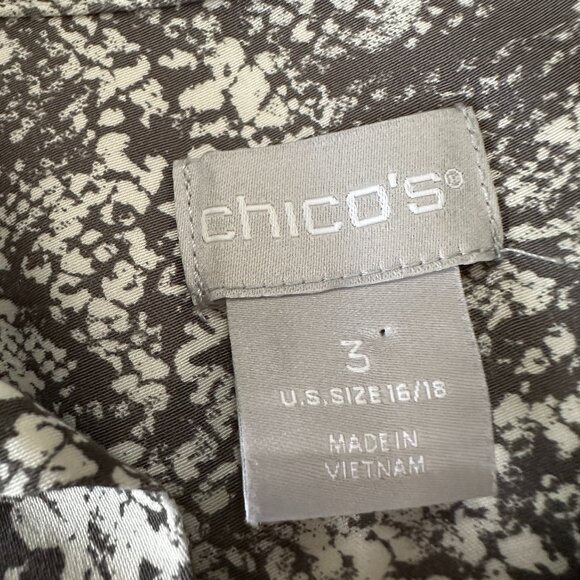 chico's®
3
U.S. SIZE 16/18
MADE IN
VIETNAM